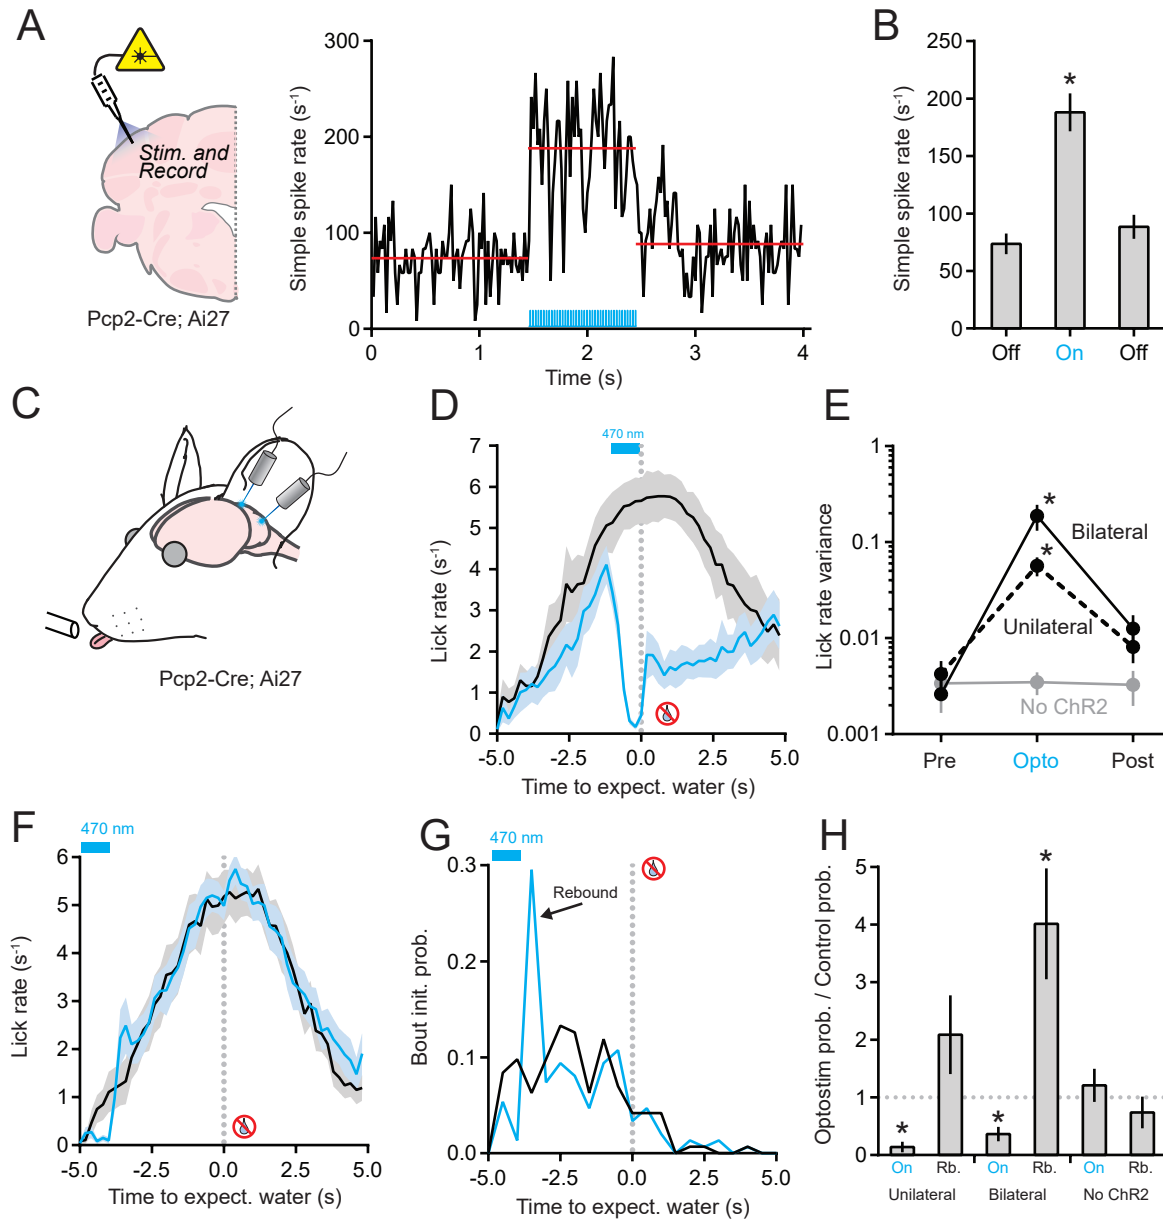 A
Stim. and
Record
Pcp2-Cre; Ai27
Simple spike rate (s⁻¹)
300
200
100
0
0
1
2
3
4
Time (s)
B
Simple spike rate (s⁻¹)
250
200
150
100
50
0
*
Off
On
Off
C
Pcp2-Cre; Ai27
D
470 nm
Lick rate (s⁻¹)
7
6
5
4
3
2
1
0
-5.0
-2.5
0.0
2.5
5.0
Time to expect. water (s)
E
Lick rate variance
1
0.1
0.01
0.001
*
Bilateral
*
Unilateral
No ChR2
Pre
Opto
Post
F
470 nm
Lick rate (s⁻¹)
6
5
4
3
2
1
0
-5.0
-2.5
0.0
2.5
5.0
Time to expect. water (s)
G
470 nm
Bout init. prob.
0.3
0.2
0.1
0.0
Rebound
-5.0
-2.5
0.0
2.5
5.0
Time to expect. water (s)
H
Optostim prob. / Control prob.
5
4
3
2
1
0
*
*
*
On
Rb.
On
Rb.
On
Rb.
Unilateral
Bilateral
No ChR2